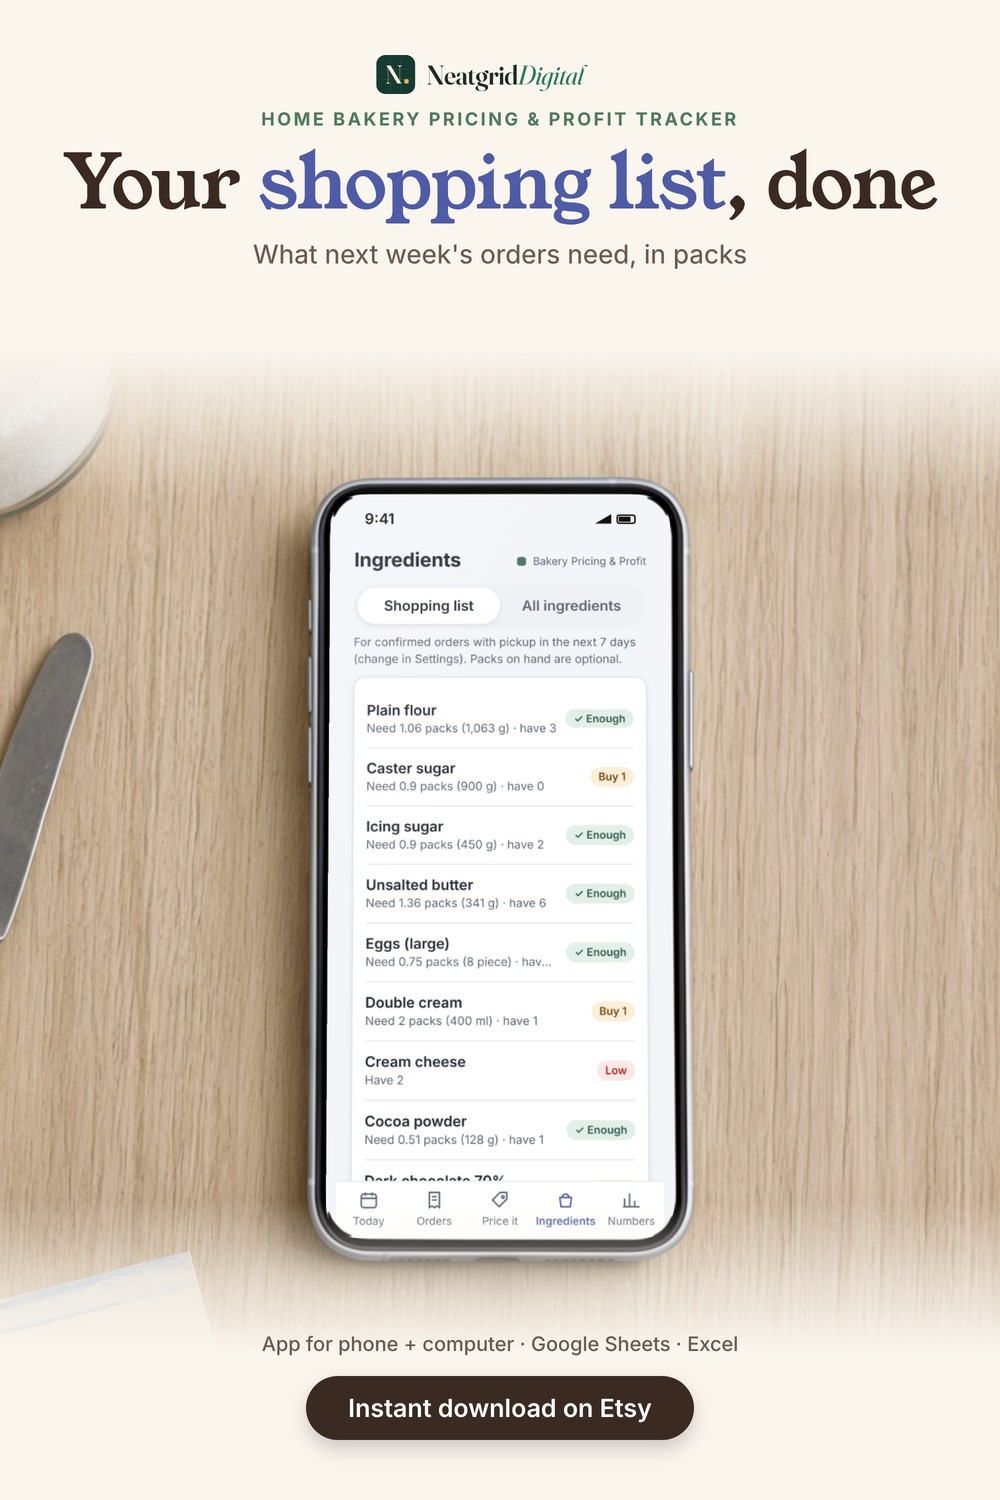 N. NeatgridDigital
HOME BAKERY PRICING & PROFIT TRACKER
Your shopping list, done
What next week's orders need, in packs
9:41
Ingredients
Bakery Pricing & Profit
Shopping list
All ingredients
For confirmed orders with pickup in the next 7 days
(change in Settings). Packs on hand are optional.
Plain flour
Need 1.06 packs (1,063 g) · have 3
✓ Enough
Caster sugar
Need 0.9 packs (900 g) · have 0
Buy 1
Icing sugar
Need 0.9 packs (450 g) · have 2
✓ Enough
Unsalted butter
Need 1.36 packs (341 g) · have 6
✓ Enough
Eggs (large)
Need 0.75 packs (8 piece) · hav...
✓ Enough
Double cream
Need 2 packs (400 ml) · have 1
Buy 1
Cream cheese
Have 2
Low
Cocoa powder
Need 0.51 packs (128 g) · have 1
✓ Enough
Dark chocolate 70%
Today
Orders
Price it
Ingredients
Numbers
App for phone + computer · Google Sheets · Excel
Instant download on Etsy